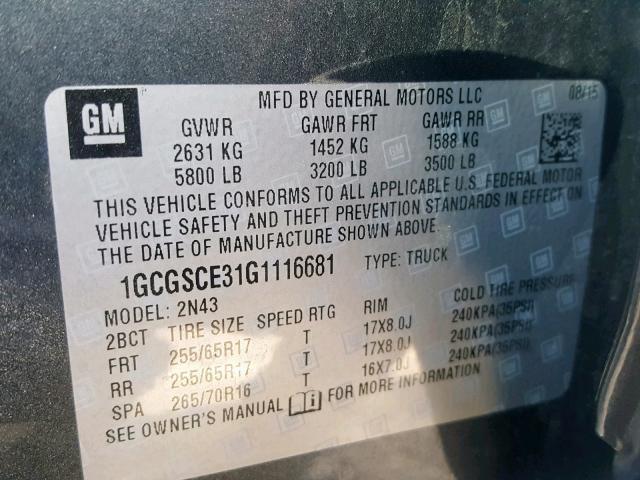 GM
MFD BY GENERAL MOTORS LLC 08/15
GVWR GAWR FRT GAWR RR
2631 KG 1452 KG 1588 KG
5800 LB 3200 LB 3500 LB
THIS VEHICLE CONFORMS TO ALL APPLICABLE U.S. FEDERAL MOTOR
VEHICLE SAFETY AND THEFT PREVENTION STANDARDS IN EFFECT ON
THE DATE OF MANUFACTURE SHOWN ABOVE.
1GCGSCE31G1116681 TYPE: TRUCK
MODEL: 2N43
2BCT TIRE SIZE SPEED RTG RIM COLD TIRE PRESSURE
FRT 255/65R17 T 17X8.0J 240KPA(35PSI)
RR 255/65R17 T 17X8.0J 240KPA(35PSI)
SPA 265/70R16 T 16X7.0J 240KPA(35PSI)
SEE OWNER'S MANUAL i FOR MORE INFORMATION